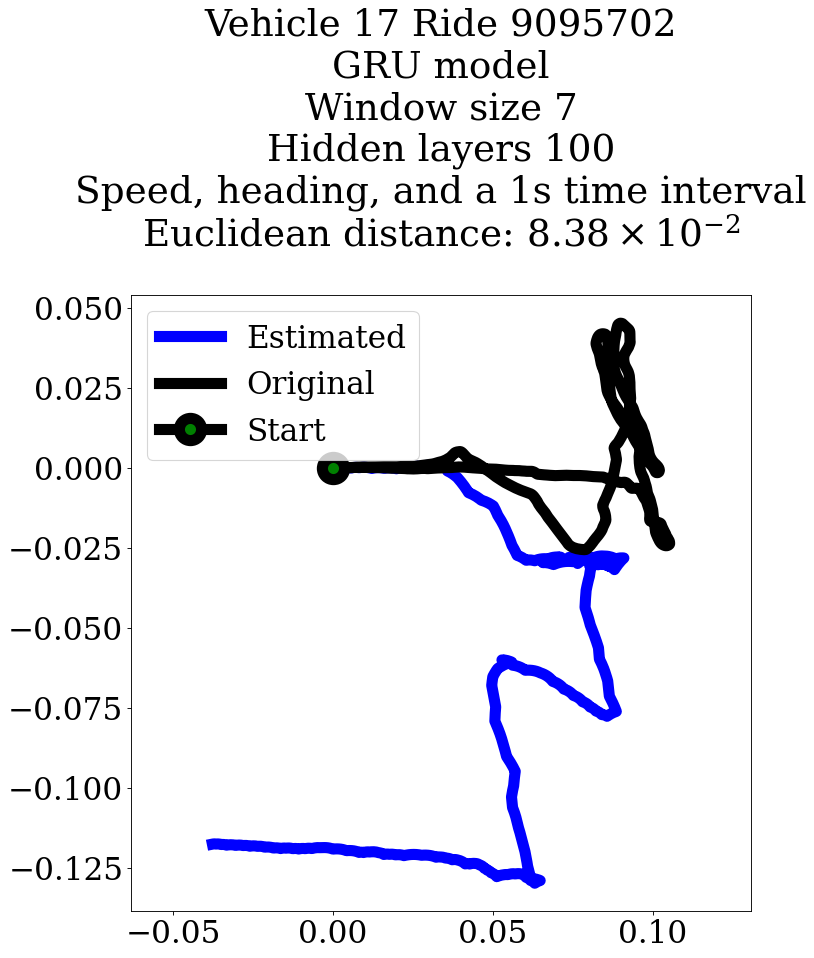 Vehicle 17 Ride 9095702
GRU model
Window size 7
Hidden layers 100
Speed, heading, and a 1s time interval
Euclidean distance: 8.38 × 10⁻²
Estimated
Original
Start
0.050
0.025
0.000
−0.025
−0.050
−0.075
−0.100
−0.125
−0.05 0.00 0.05 0.10